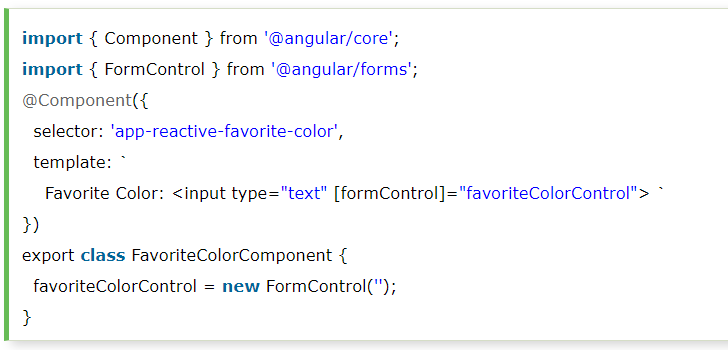 import { Component } from '@angular/core';
import { FormControl } from '@angular/forms';
@Component({
  selector: 'app-reactive-favorite-color',
  template: `
    Favorite Color: <input type="text" [formControl]="favoriteColorControl"> `
})
export class FavoriteColorComponent {
  favoriteColorControl = new FormControl('');
}